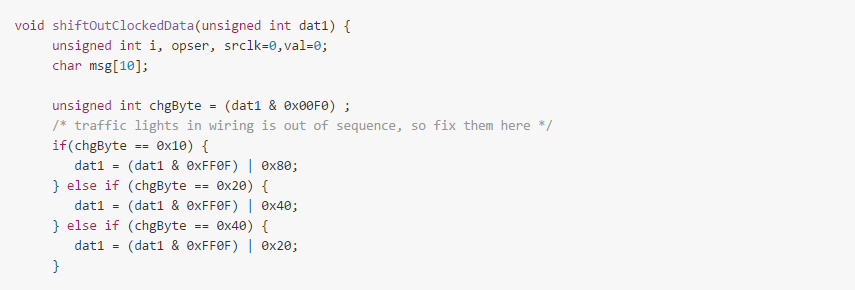 void shiftOutClockedData(unsigned int dat1) {
unsigned int i, opser, srclk=0,val=0;
char msg[10];
unsigned int chgByte = (dat1 & 0x00F0) ;
/* traffic lights in wiring is out of sequence, so fix them here */
if(chgByte == 0x10) {
dat1 = (dat1 & 0xFF0F) | 0x80;
} else if (chgByte == 0x20) {
dat1 = (dat1 & 0xFF0F) | 0x40;
} else if (chgByte == 0x40) {
dat1 = (dat1 & 0xFF0F) | 0x20;
}